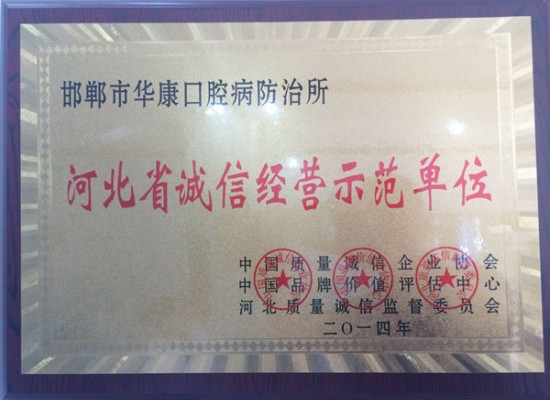 邯郸市华康口腔病防治所
河北省诚信经营示范单位
中国质量诚信企业协会
中国品牌价值评估中心
河北质量诚信监督委员会
二〇一四年